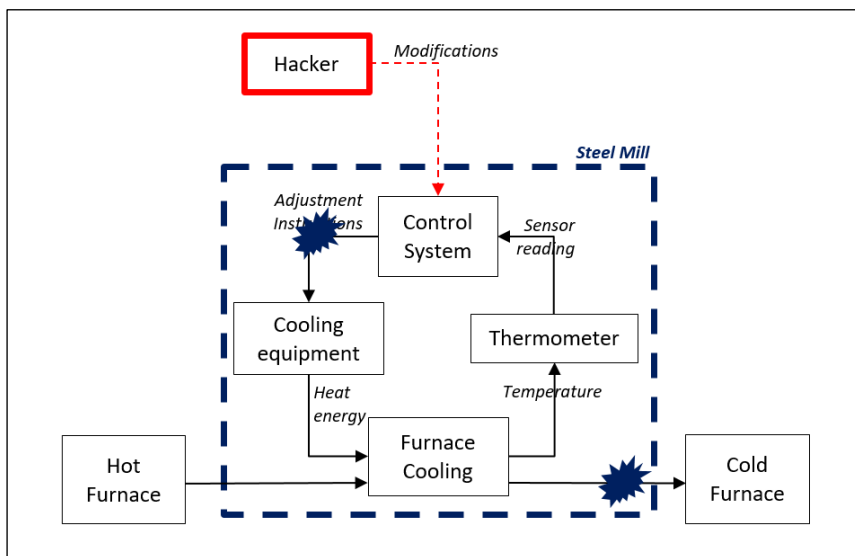 Hacker
Modifications
Steel Mill
Adjustment
Instructions
Control
System
Sensor
reading
Cooling
equipment
Thermometer
Heat
energy
Temperature
Furnace
Cooling
Hot
Furnace
Cold
Furnace